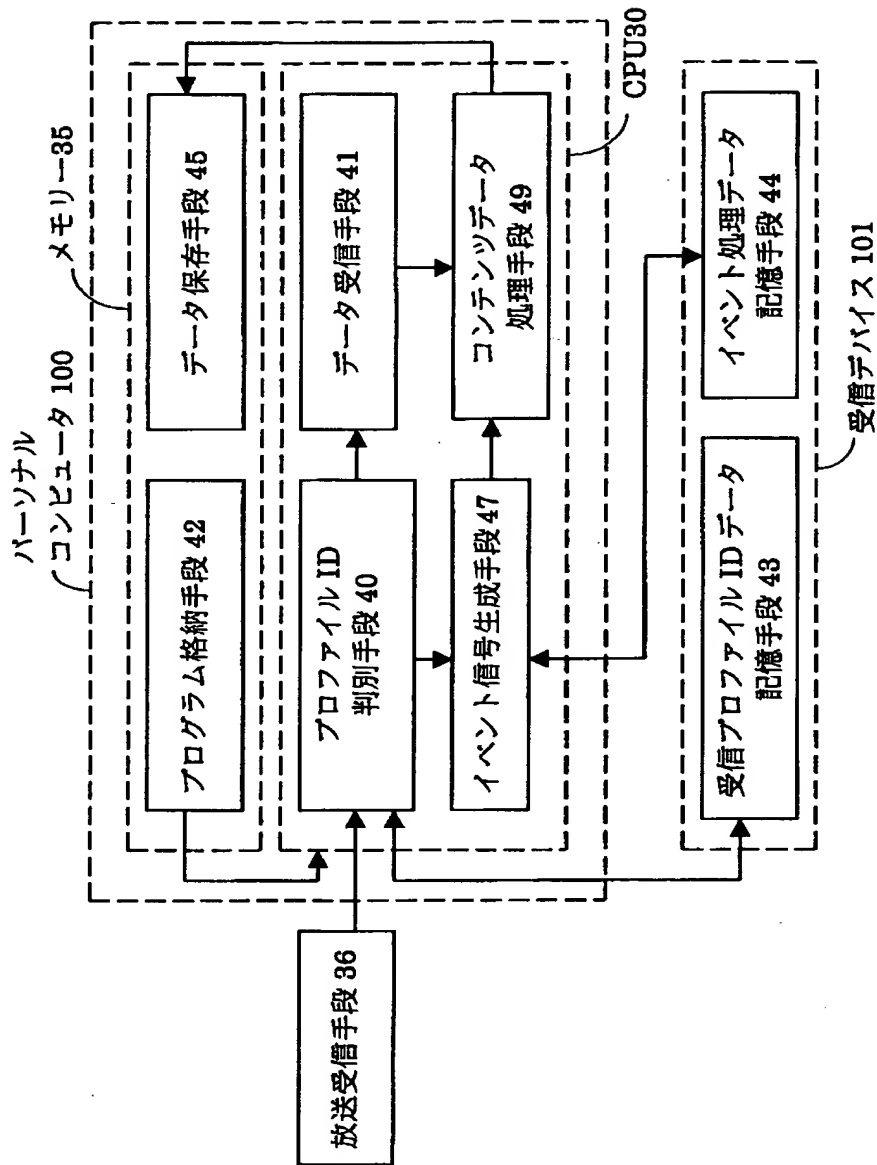 パーソナル
コンピュータ 100
メモリー35
プログラム格納手段 42
データ保存手段 45
放送受信手段 36
プロファイル ID
判別手段 40
データ受信手段 41
イベント信号生成手段 47
コンテンツデータ
処理手段 49
CPU30
受信プロファイル ID データ
記憶手段 43
イベント処理データ
記憶手段 44
受信デバイス 101